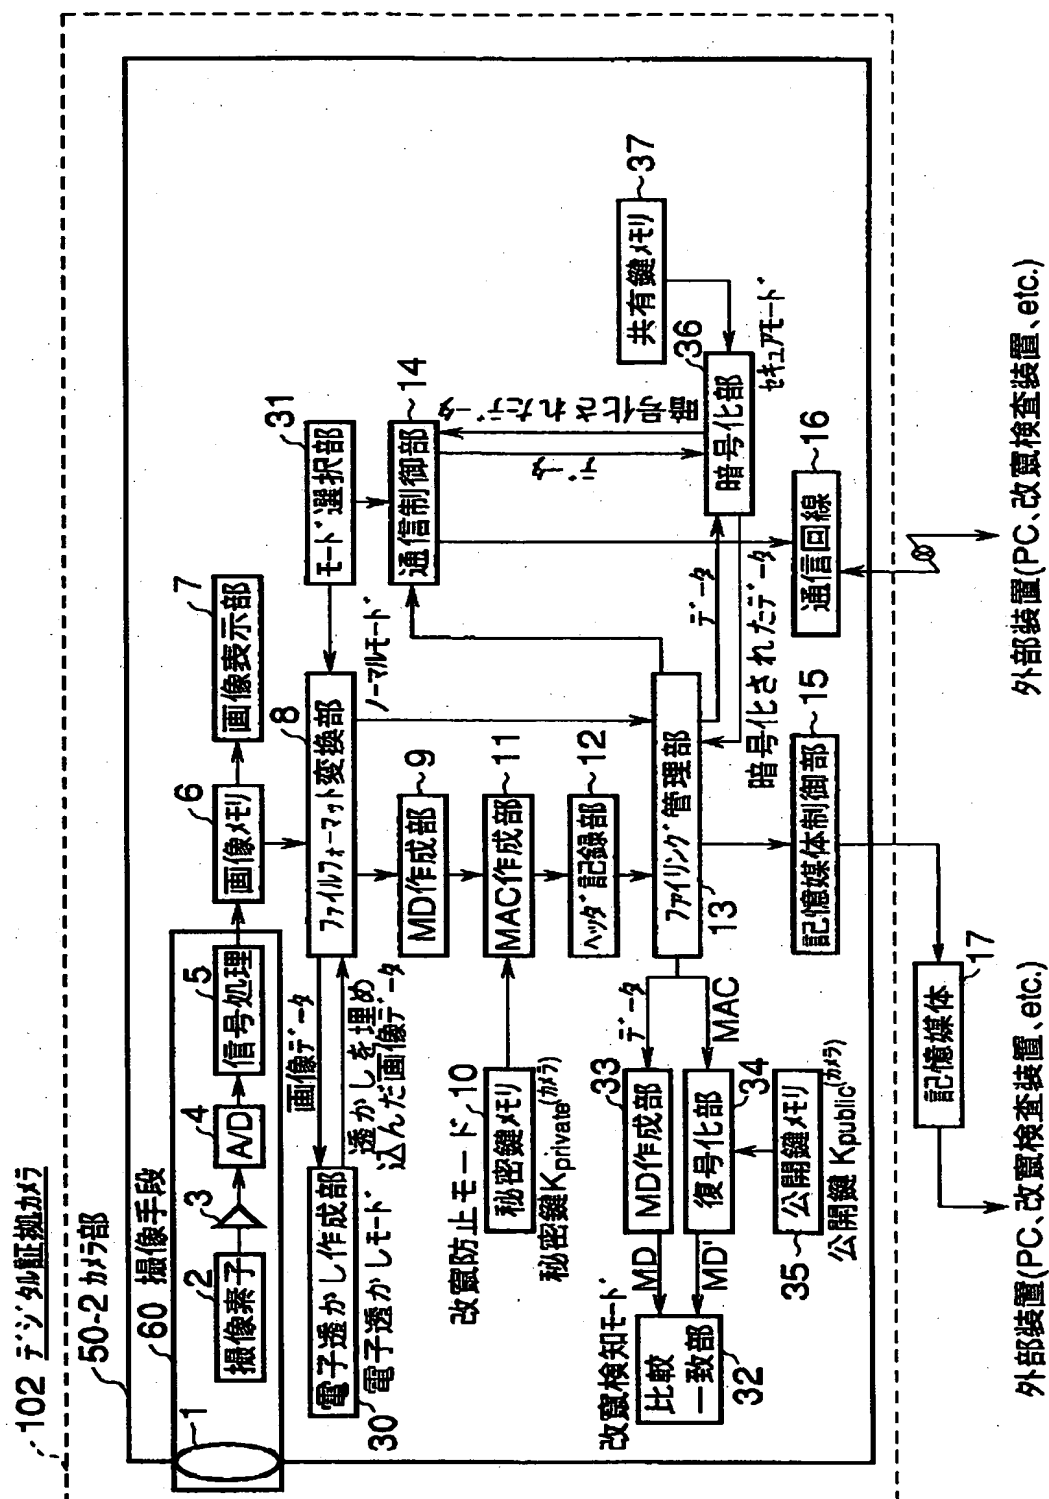 102 デジタル証拠カメラ
50-2 カメラ部
60 撮像手段
1
2
撮像素子
3
4
A/D
5
信号処理
6
画像メモリ
7
画像表示部
画像データ
透かしを埋め
込んだ画像データ
電子透かし作成部
30 電子透かしモード
8
ファイルフォーマット変換部
ノーマルモード
31
モード選択部
MD作成部
9
通信制御部
14
改竄防止モード
10
秘密鍵メモリ
秘密鍵Kprivate(カメラ)
MAC作成部
11
ヘッダ記録部
12
データ
暗号化されたデータ
共有鍵メモリ
37
36
暗号化部
セキュアモード
改竄検知モード
比較
一致部
32
MD
MD'
33
MD作成部
復号化部
34
データ
MAC
ファイリング管理部
13
データ
暗号化されたデータ
35
公開鍵メモリ
公開鍵 Kpublic(カメラ)
記憶媒体制御部
15
通信回線
16
記憶媒体
17
外部装置(PC、改竄検査装置、etc.)
外部装置(PC、改竄検査装置、etc.)